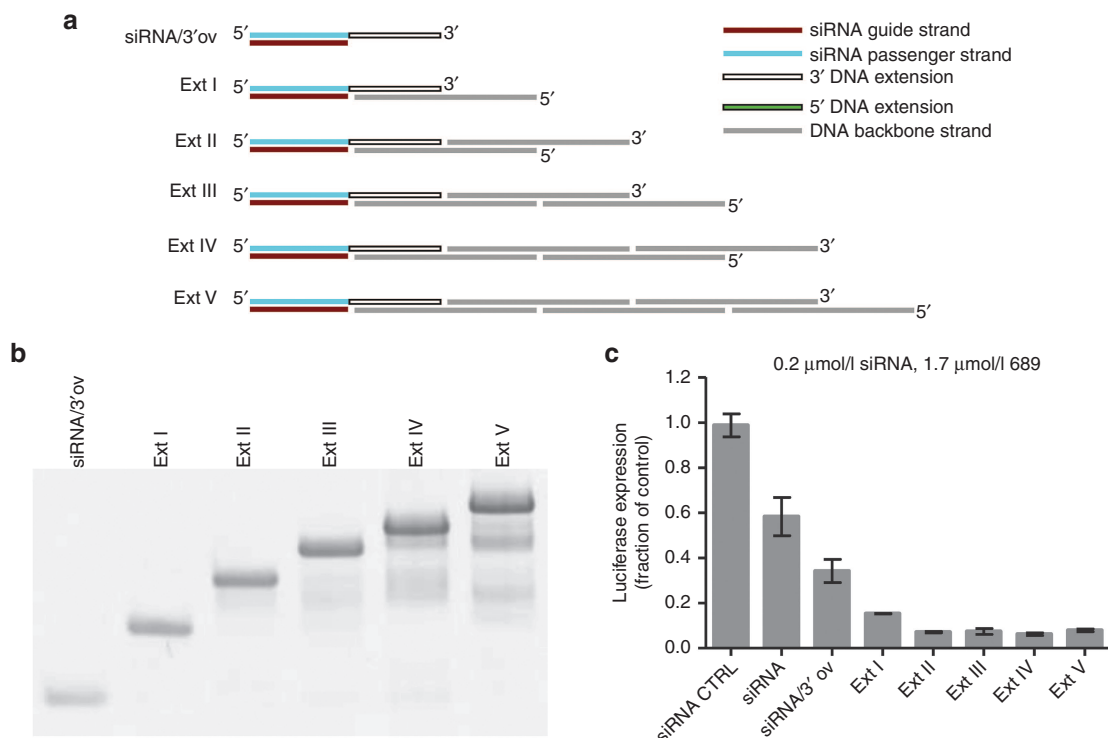 a
siRNA/3′ov 5′ 3′
Ext I 5′ 3′
5′
Ext II 5′ 3′
5′
Ext III 5′ 3′
5′
Ext IV 5′ 3′
5′
Ext V 5′ 3′
5′
siRNA guide strand
siRNA passenger strand
3′ DNA extension
5′ DNA extension
DNA backbone strand
b
siRNA/3′ov
Ext I
Ext II
Ext III
Ext IV
Ext V
c
0.2 μmol/l siRNA, 1.7 μmol/l 689
Luciferase expression
(fraction of control)
1.2
1.0
0.8
0.6
0.4
0.2
0.0
siRNA CTRL
siRNA
siRNA/3′ ov
Ext I
Ext II
Ext III
Ext IV
Ext V